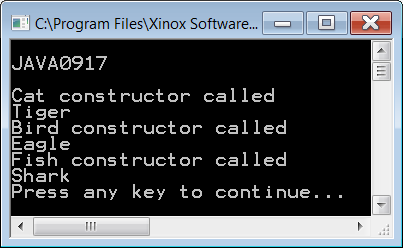 C:\Program Files\Xinox Software...
JAVA0917
Cat constructor called
Tiger
Bird constructor called
Eagle
Fish constructor called
Shark
Press any key to continue...